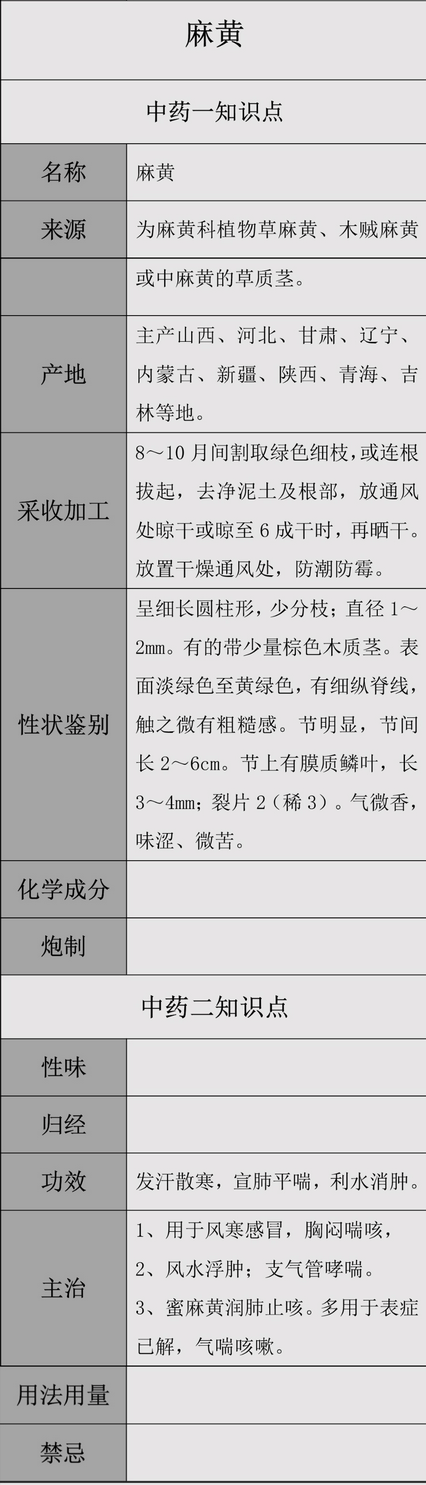 麻黄
中药一知识点
名称
麻黄
来源
为麻黄科植物草麻黄、木贼麻黄
或中麻黄的草质茎。
产地
主产山西、河北、甘肃、辽宁、
内蒙古、新疆、陕西、青海、吉
林等地。
采收加工
8～10 月间割取绿色细枝,或连根
拔起，去净泥土及根部，放通风
处晾干或晾至 6 成干时，再晒干。
放置干燥通风处，防潮防霉。
性状鉴别
呈细长圆柱形，少分枝；直径 1～
2mm。有的带少量棕色木质茎。表
面淡绿色至黄绿色，有细纵脊线，
触之微有粗糙感。节明显，节间
长 2～6cm。节上有膜质鳞叶，长
3～4mm；裂片 2（稀 3）。气微香，
味涩、微苦。
化学成分
炮制
中药二知识点
性味
归经
功效
发汗散寒，宣肺平喘，利水消肿。
主治
1、用于风寒感冒，胸闷喘咳，
2、风水浮肿；支气管哮喘。
3、蜜麻黄润肺止咳。多用于表症
已解，气喘咳嗽。
用法用量
禁忌